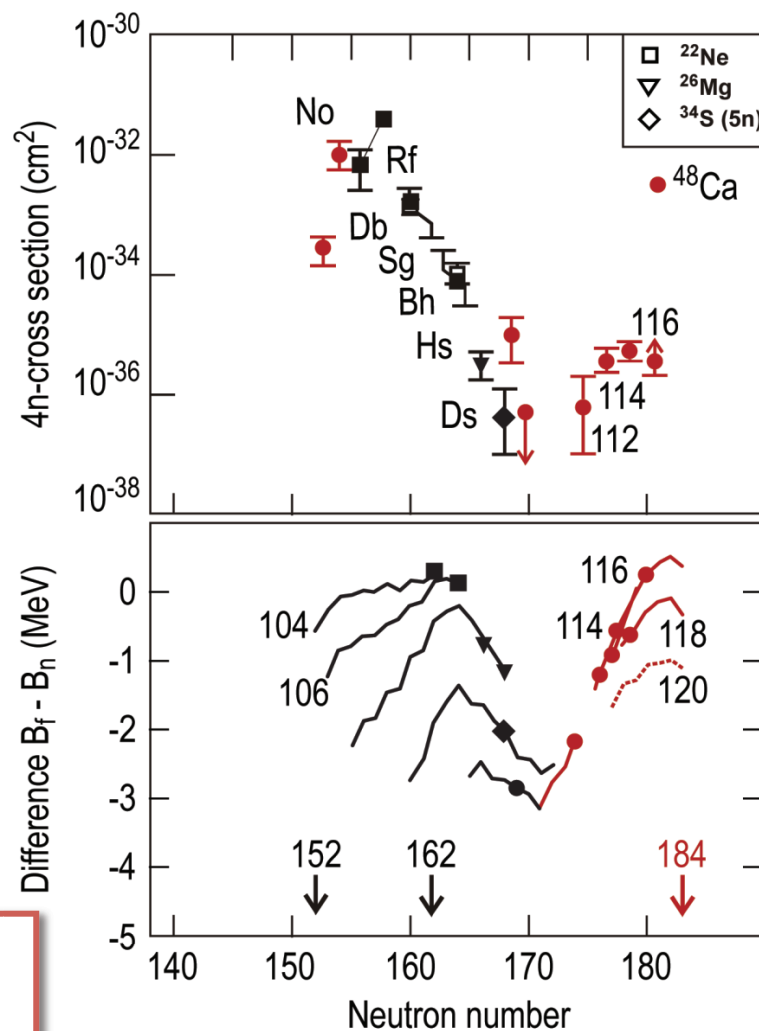 10⁻³⁰
10⁻³²
10⁻³⁴
10⁻³⁶
10⁻³⁸
4n-cross section (cm²)
²²Ne
²⁶Mg
³⁴S (5n)
⁴⁸Ca
No
Rf
Db
Sg
Bh
Hs
Ds
116
114
112
0
-1
-2
-3
-4
-5
Difference B_f - B_n (MeV)
104
106
116
114
118
120
152
162
184
140
150
160
170
180
Neutron number